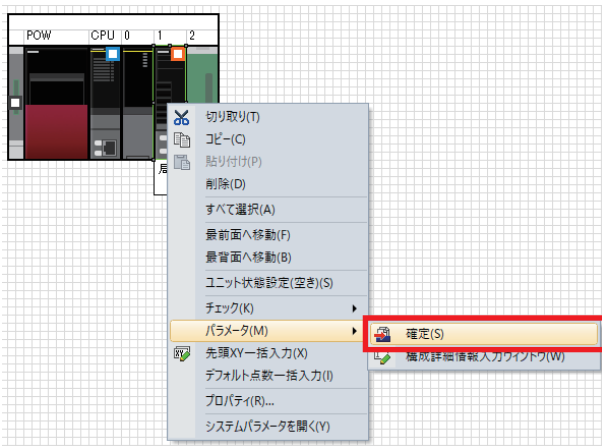 POW CPU 0 1 2
局
切り取り(T)
コピー(C)
貼り付け(P)
削除(D)
すべて選択(A)
最前面へ移動(F)
最背面へ移動(B)
ユニット状態設定(空き)(S)
チェック(K)
パラメータ(M)
確定(S)
先頭XY一括入力(X)
構成詳細情報入力ウィンドウ(W)
デフォルト点数一括入力(I)
プロパティ(R)...
システムパラメータを開く(Y)